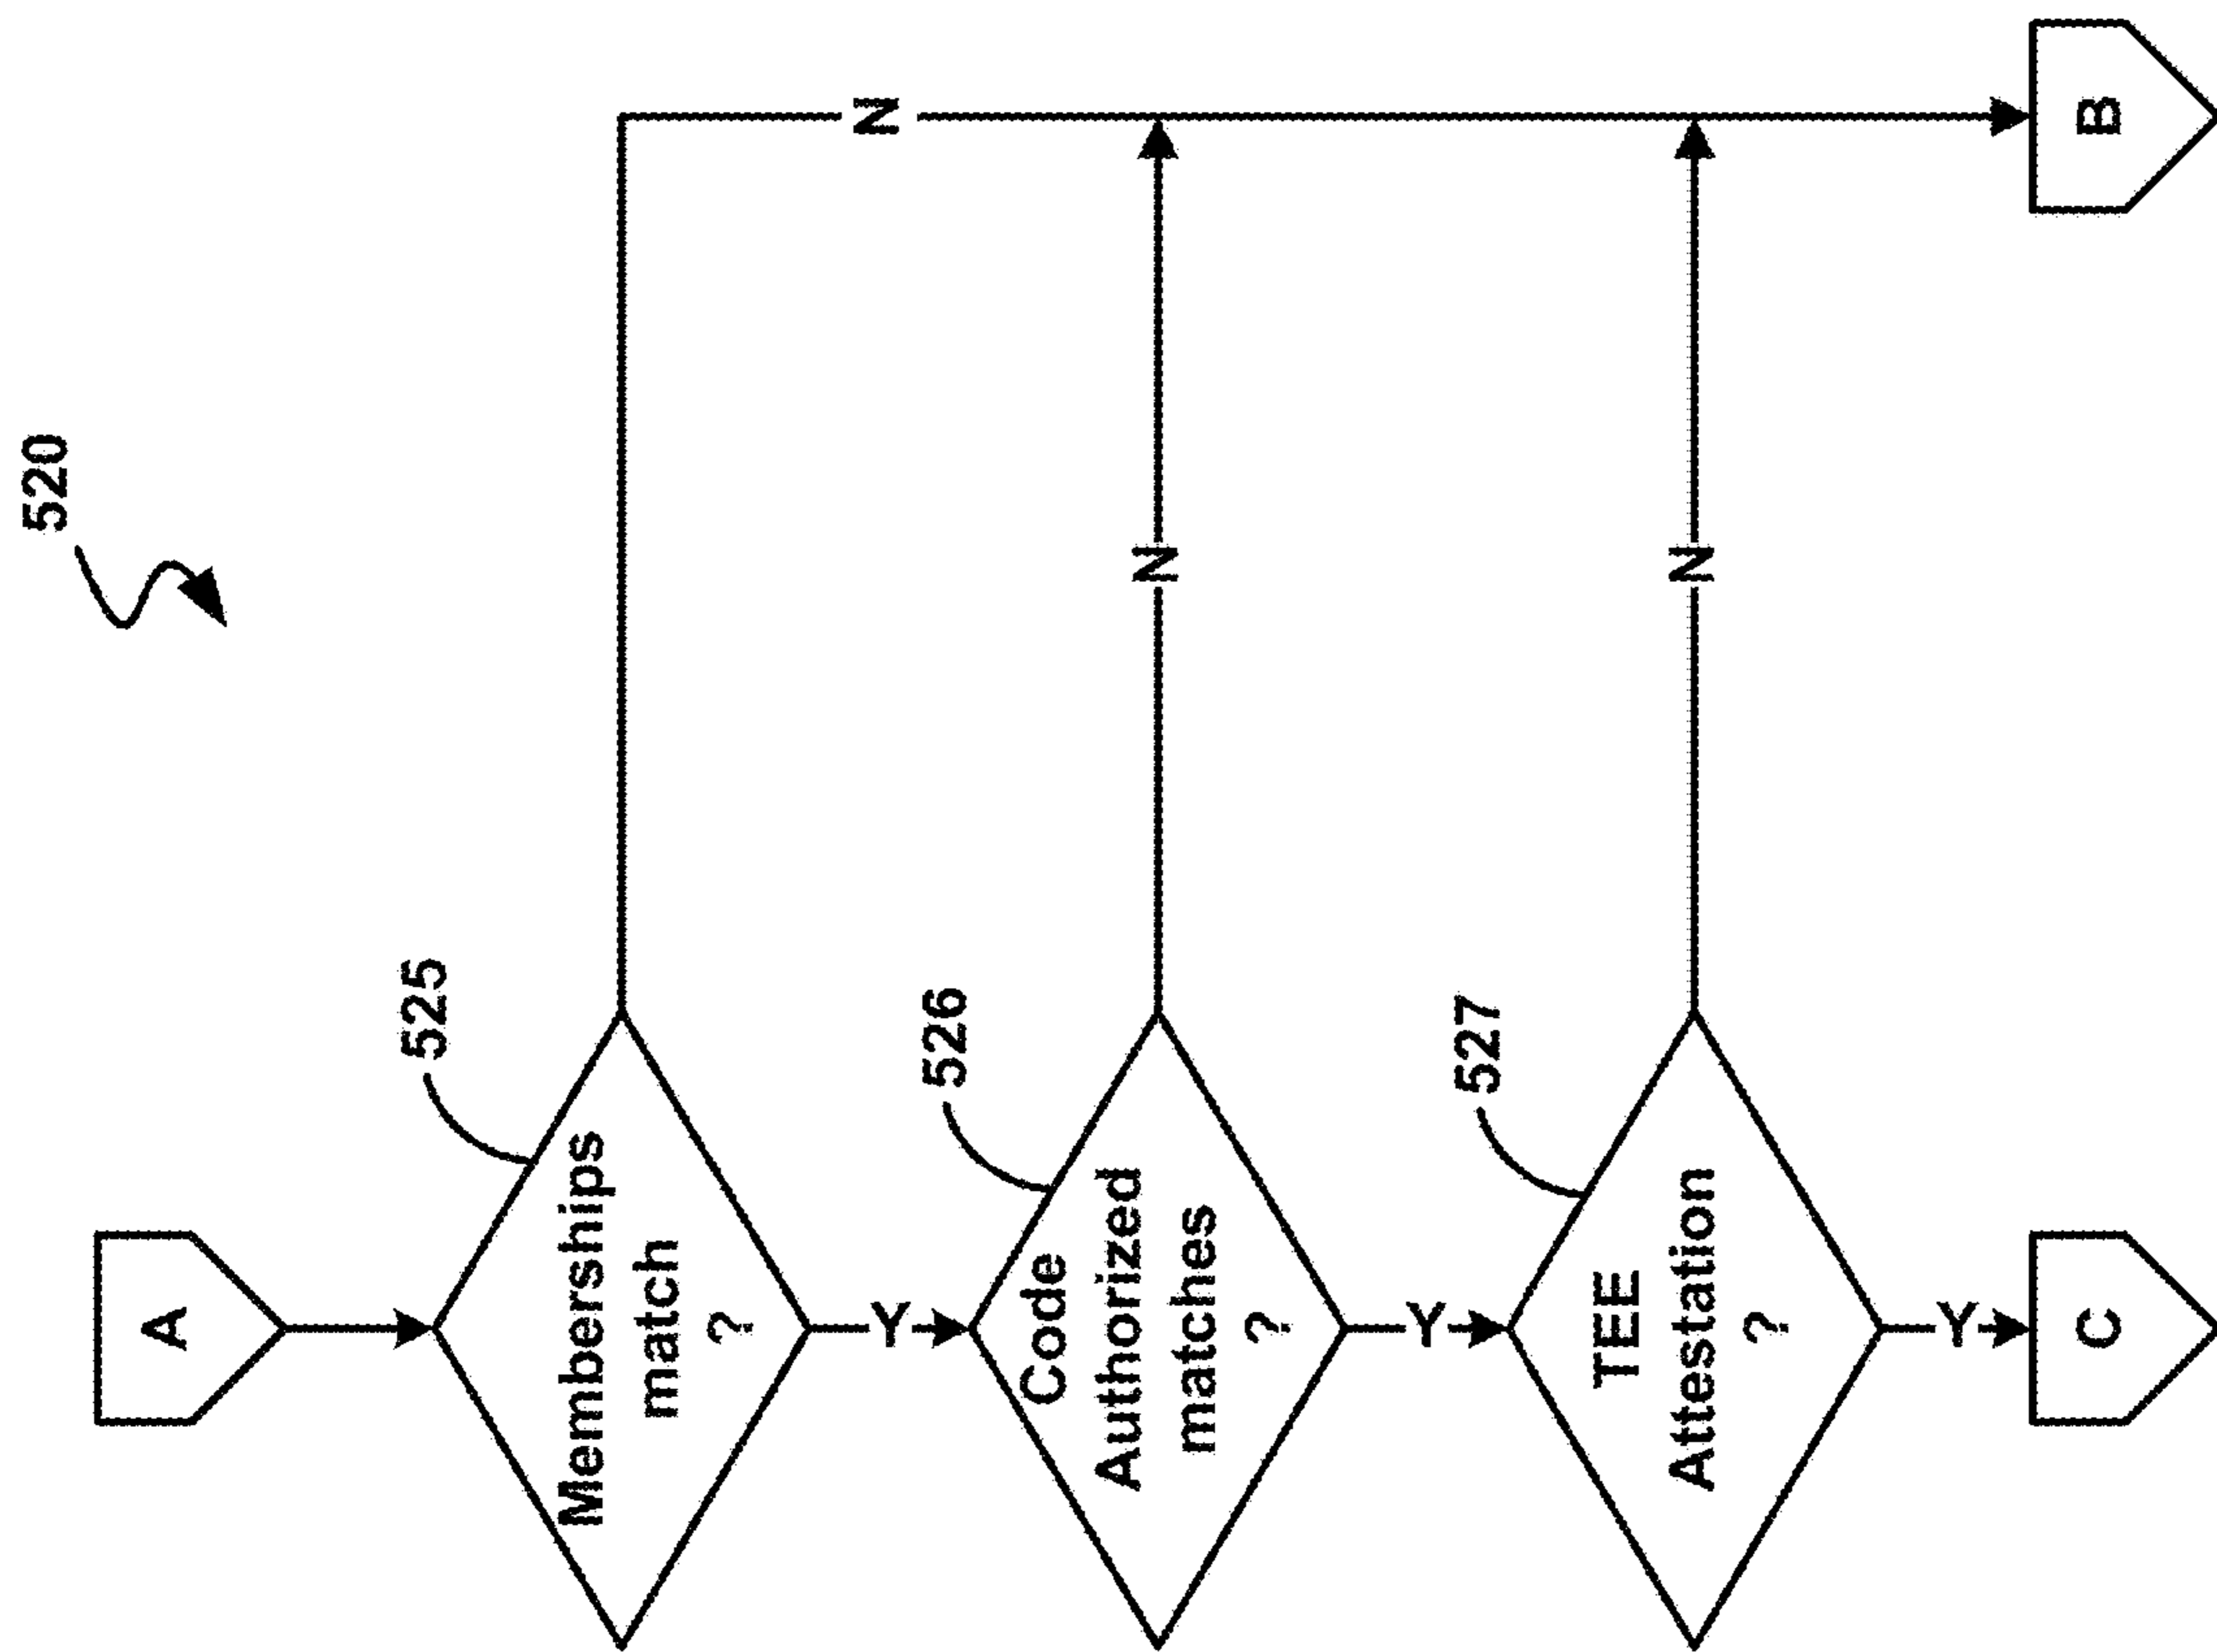 520
A
525
Memberships
match
?
N
Y
526
Code
Authorized
matches
?
N
Y
527
TEE
Attestation
?
N
Y
C
B